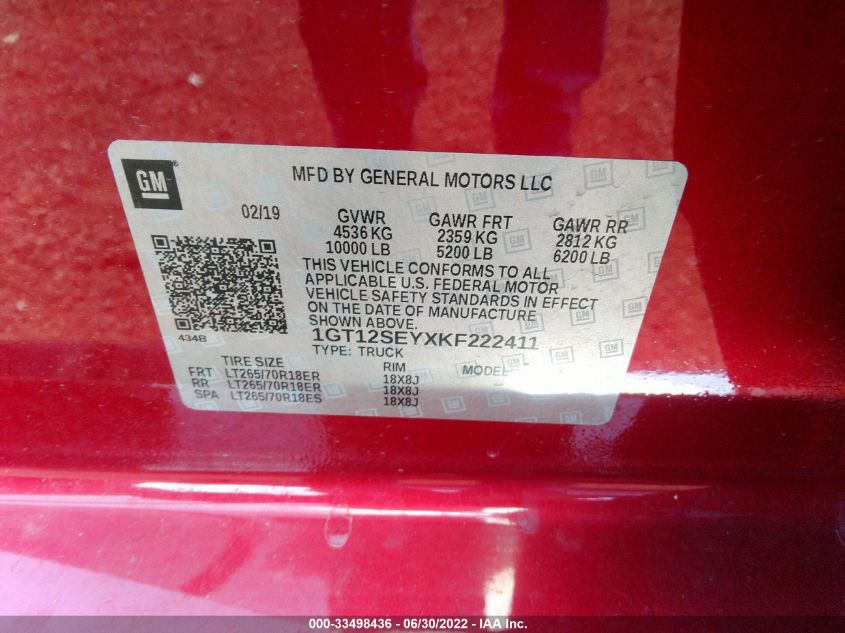 GM
MFD BY GENERAL MOTORS LLC
02/19 GVWR GAWR FRT GAWR RR
4536 KG 2359 KG 2812 KG
10000 LB 5200 LB 6200 LB
THIS VEHICLE CONFORMS TO ALL
APPLICABLE U.S. FEDERAL MOTOR
VEHICLE SAFETY STANDARDS IN EFFECT
ON THE DATE OF MANUFACTURE
SHOWN ABOVE.
434B
1GT12SEYXKF222411
TYPE: TRUCK
TIRE SIZE RIM MODEL:
FRT LT265/70R18ER 18X8J
RR LT265/70R18ER 18X8J
SPA LT265/70R18ES 18X8J
000-33498436 - 06/30/2022 - IAA Inc.